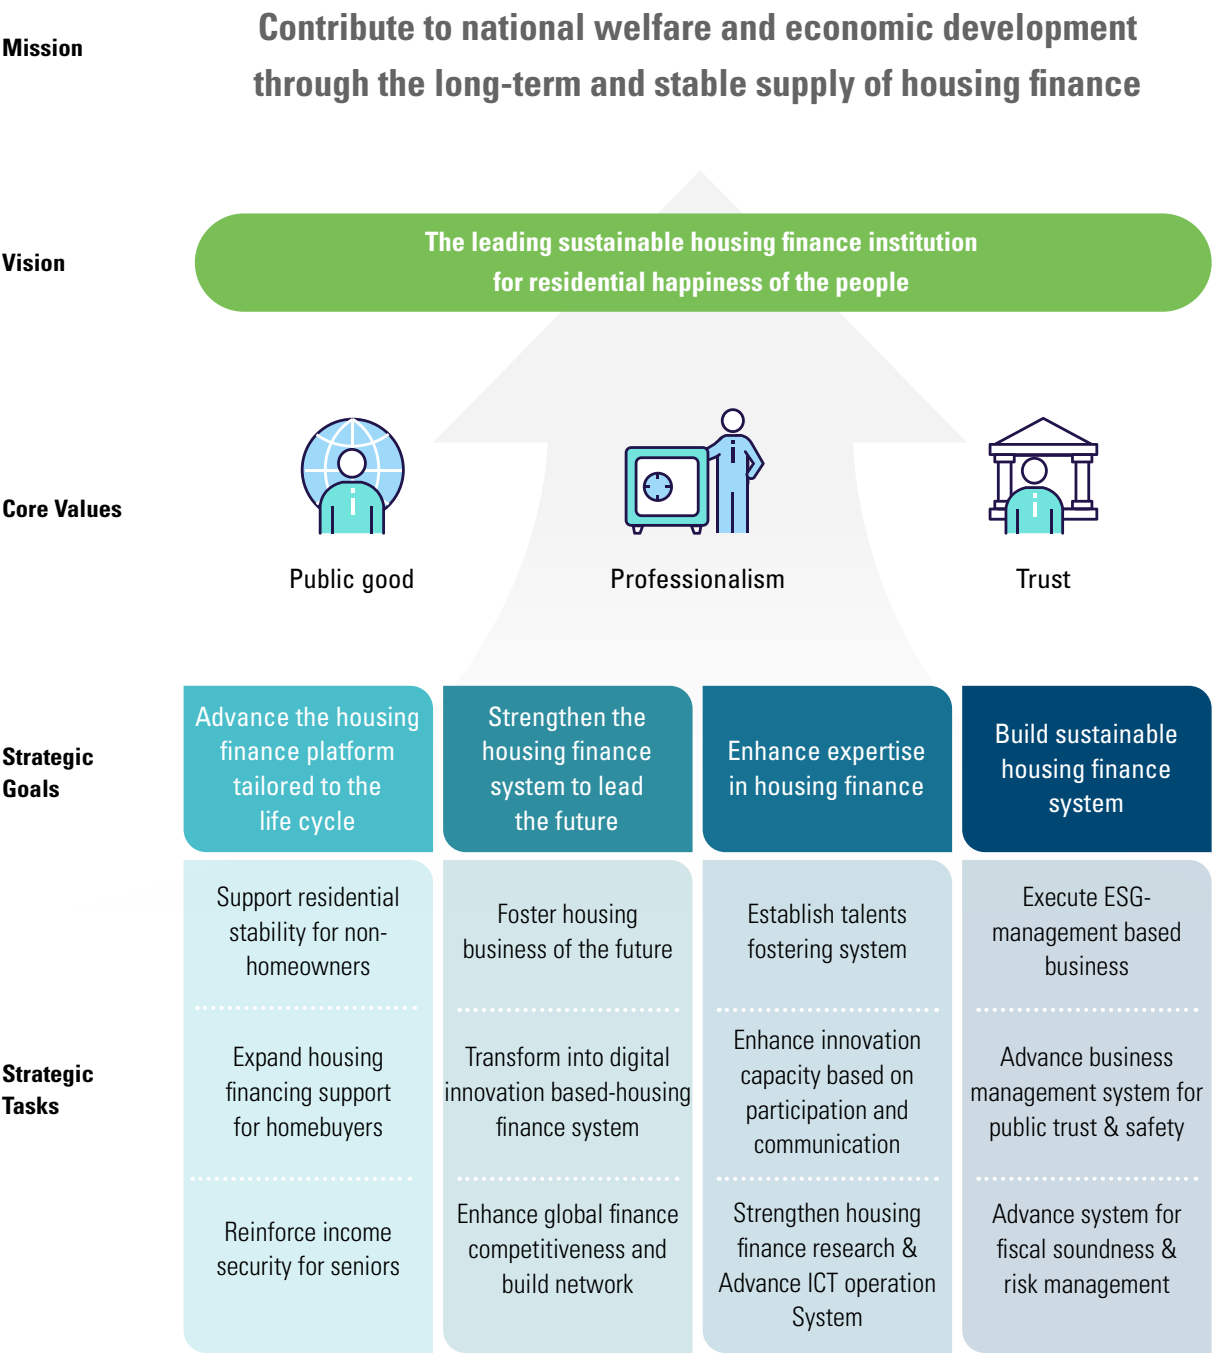 Mission
Contribute to national welfare and economic development
through the long-term and stable supply of housing finance
Vision
The leading sustainable housing finance institution
for residential happiness of the people
Core Values
Public good
Professionalism
Trust
Strategic
Goals
Advance the housing
finance platform
tailored to the
life cycle
Strengthen the
housing finance
system to lead
the future
Enhance expertise
in housing finance
Build sustainable
housing finance
system
Strategic
Tasks
Support residential
stability for non-
homeowners
Expand housing
financing support
for homebuyers
Reinforce income
security for seniors
Foster housing
business of the future
Transform into digital
innovation based-housing
finance system
Enhance global finance
competitiveness and
build network
Establish talents
fostering system
Enhance innovation
capacity based on
participation and
communication
Strengthen housing
finance research &
Advance ICT operation
System
Execute ESG-
management based
business
Advance business
management system for
public trust & safety
Advance system for
fiscal soundness &
risk management